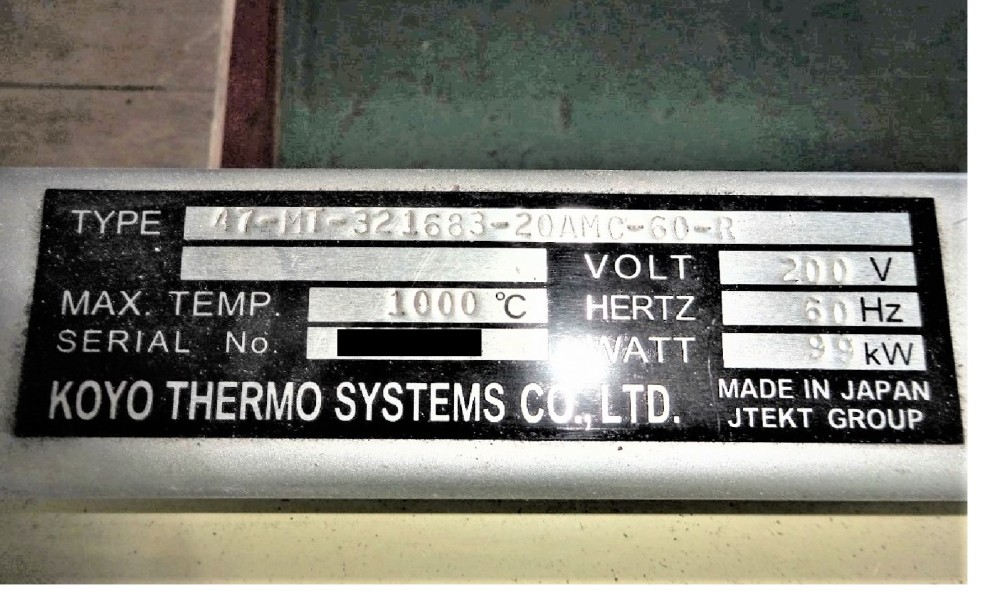 TYPE 47-MT-321683-20AMC-60-R
VOLT 200 V
MAX. TEMP. 1000 °C
HERTZ 60 Hz
SERIAL No.
WATT 99 kW
KOYO THERMO SYSTEMS CO., LTD.
MADE IN JAPAN
JTEKT GROUP